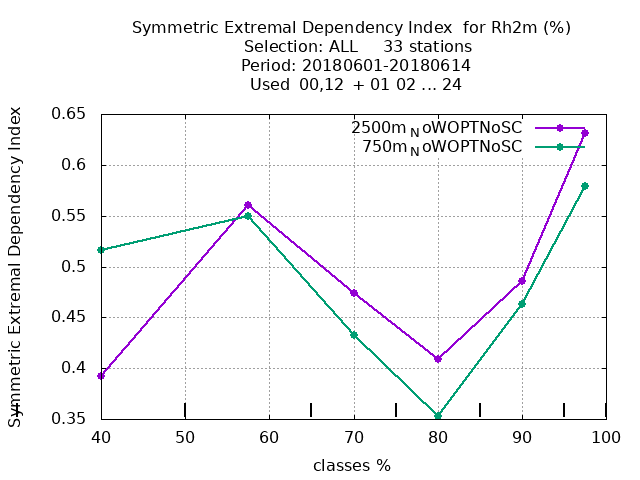 Symmetric Extremal Dependency Index  for Rh2m (%)
Selection: ALL     33 stations
Period: 20180601-20180614
Used  00,12  + 01 02 ... 24
2500m_NoWOPTNoSC
750m_NoWOPTNoSC
Symmetric Extremal Dependency Index
0.65
0.6
0.55
0.5
0.45
0.4
0.35
40 50 60 70 80 90 100
classes %